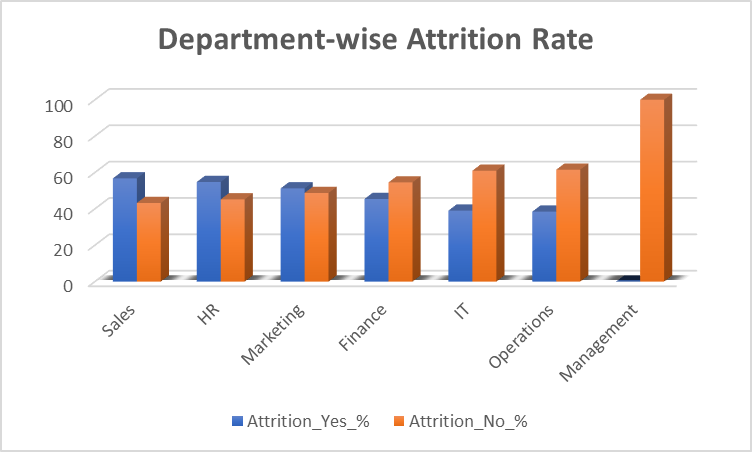 Department-wise Attrition Rate
100
80
60
40
20
0
Sales
HR
Marketing
Finance
IT
Operations
Management
Attrition_Yes_%
Attrition_No_%